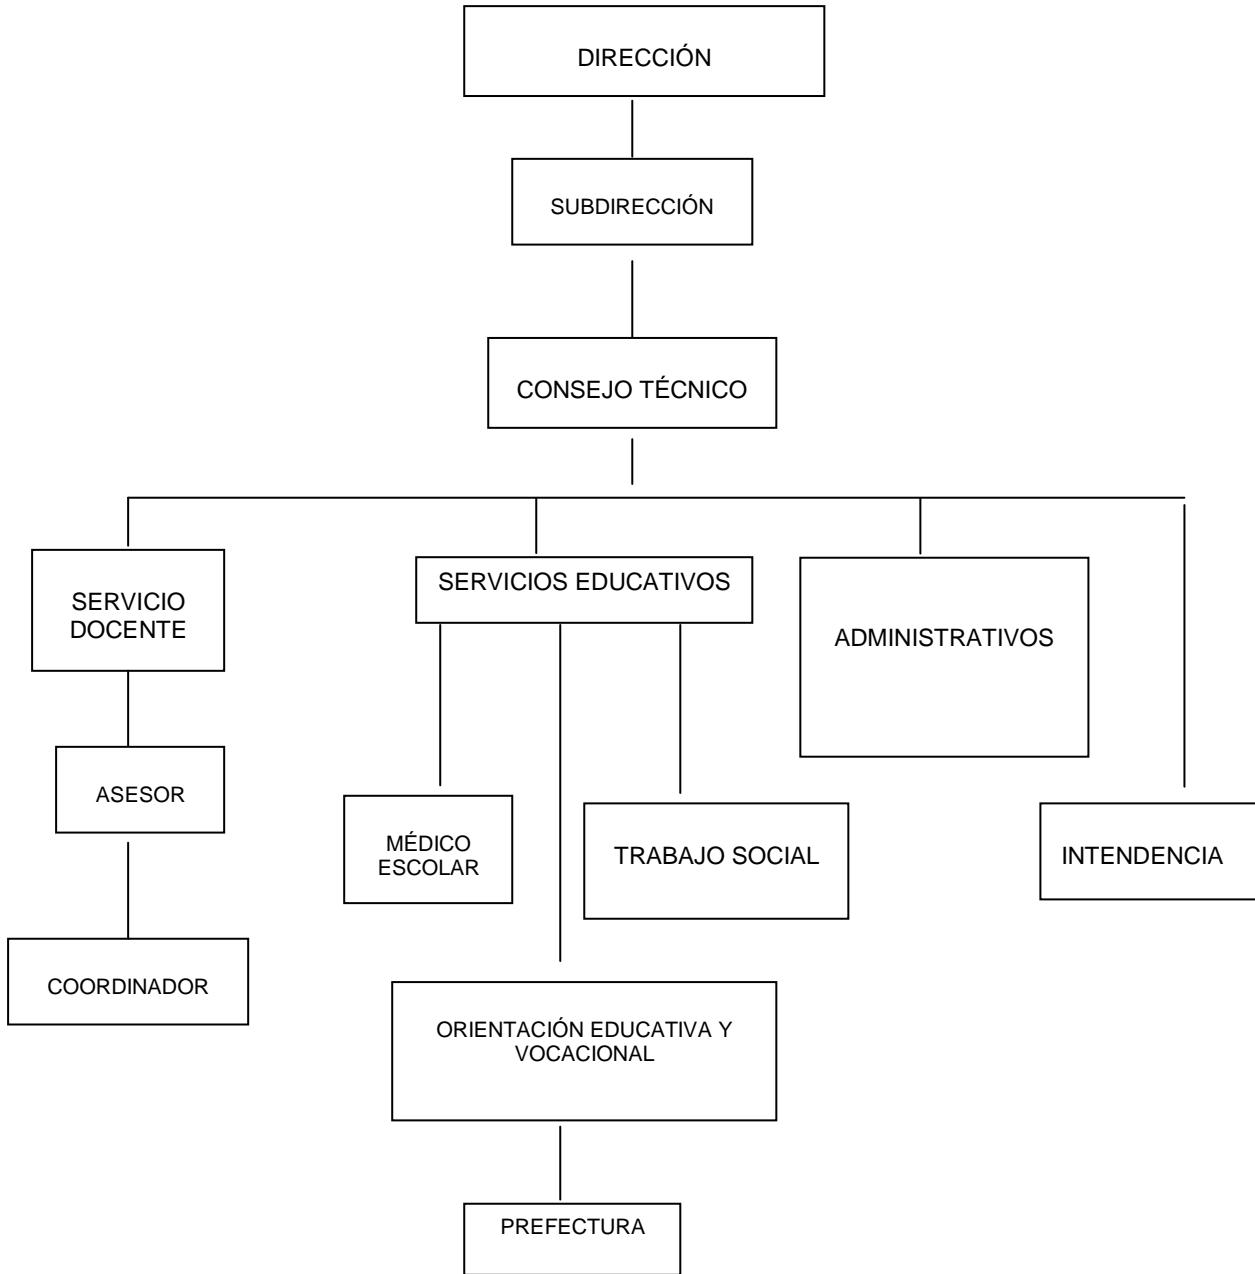 DIRECCIÓN
SUBDIRECCIÓN
CONSEJO TÉCNICO
SERVICIO
DOCENTE
SERVICIOS EDUCATIVOS
ADMINISTRATIVOS
ASESOR
MÉDICO
ESCOLAR
TRABAJO SOCIAL
INTENDENCIA
COORDINADOR
ORIENTACIÓN EDUCATIVA Y
VOCACIONAL
PREFECTURA